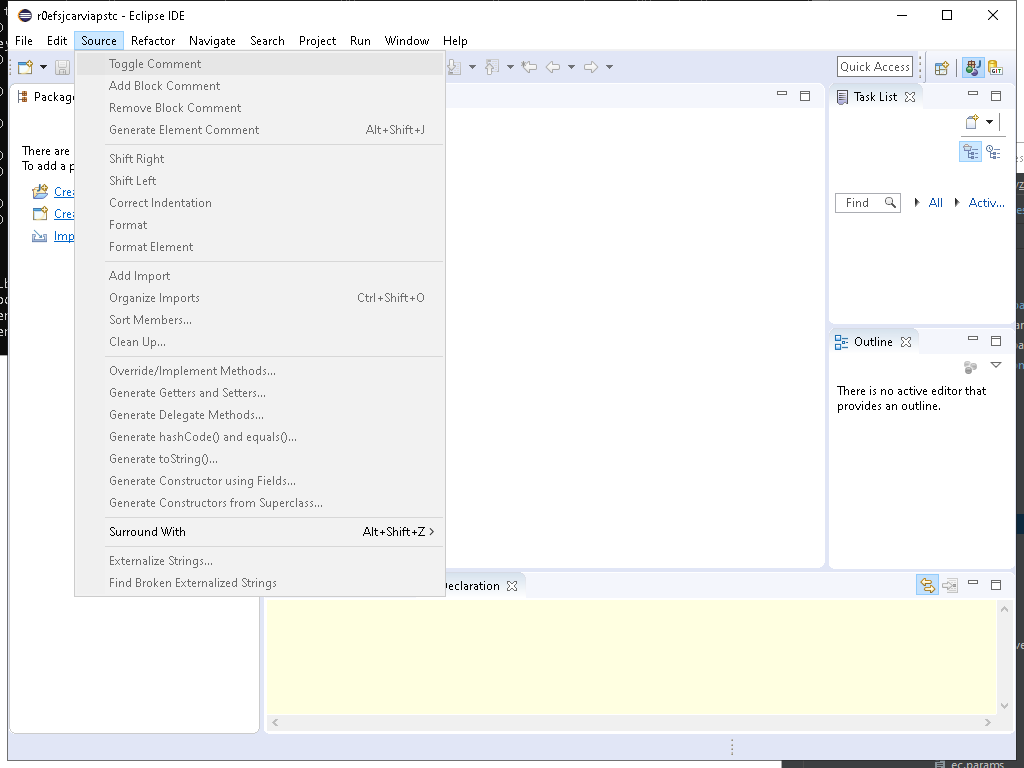 r0efsjcarviapstc - Eclipse IDE
File Edit Source Refactor Navigate Search Project Run Window Help
Quick Access
GIT
Toggle Comment
Add Block Comment
Remove Block Comment
Generate Element Comment Alt+Shift+J
Shift Right
Shift Left
Correct Indentation
Format
Format Element
Add Import
Organize Imports Ctrl+Shift+O
Sort Members...
Clean Up...
Override/Implement Methods...
Generate Getters and Setters...
Generate Delegate Methods...
Generate hashCode() and equals()...
Generate toString()...
Generate Constructor using Fields...
Generate Constructors from Superclass...
Surround With Alt+Shift+Z
Externalize Strings...
Find Broken Externalized Strings
Packag
There are
To add a p
Crea
Crea
Imp
Task List
Find All Activ...
Outline
There is no active editor that
provides an outline.
eclaration
ec.params